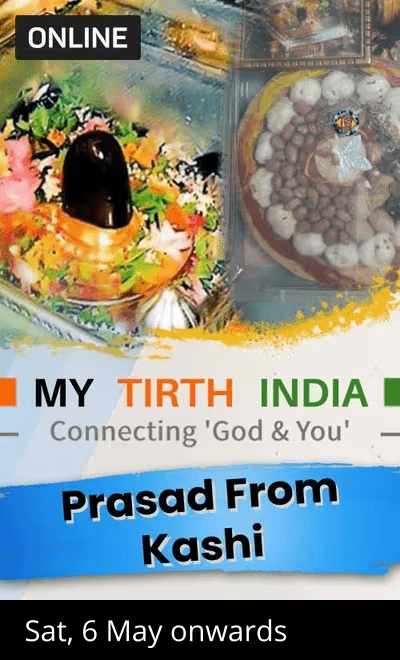 ONLINE
MY TIRTH INDIA
Connecting 'God & You'
Prasad From
Kashi
Sat, 6 May onwards